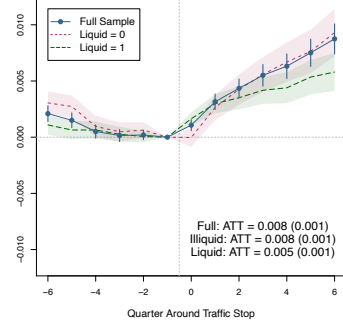 0.010
0.005
0.000
−0.005
−0.010
Full Sample
Liquid = 0
Liquid = 1
Full: ATT = 0.008 (0.001)
Illiquid: ATT = 0.008 (0.001)
Liquid: ATT = 0.005 (0.001)
−6 −4 −2 0 2 4 6
Quarter Around Traffic Stop